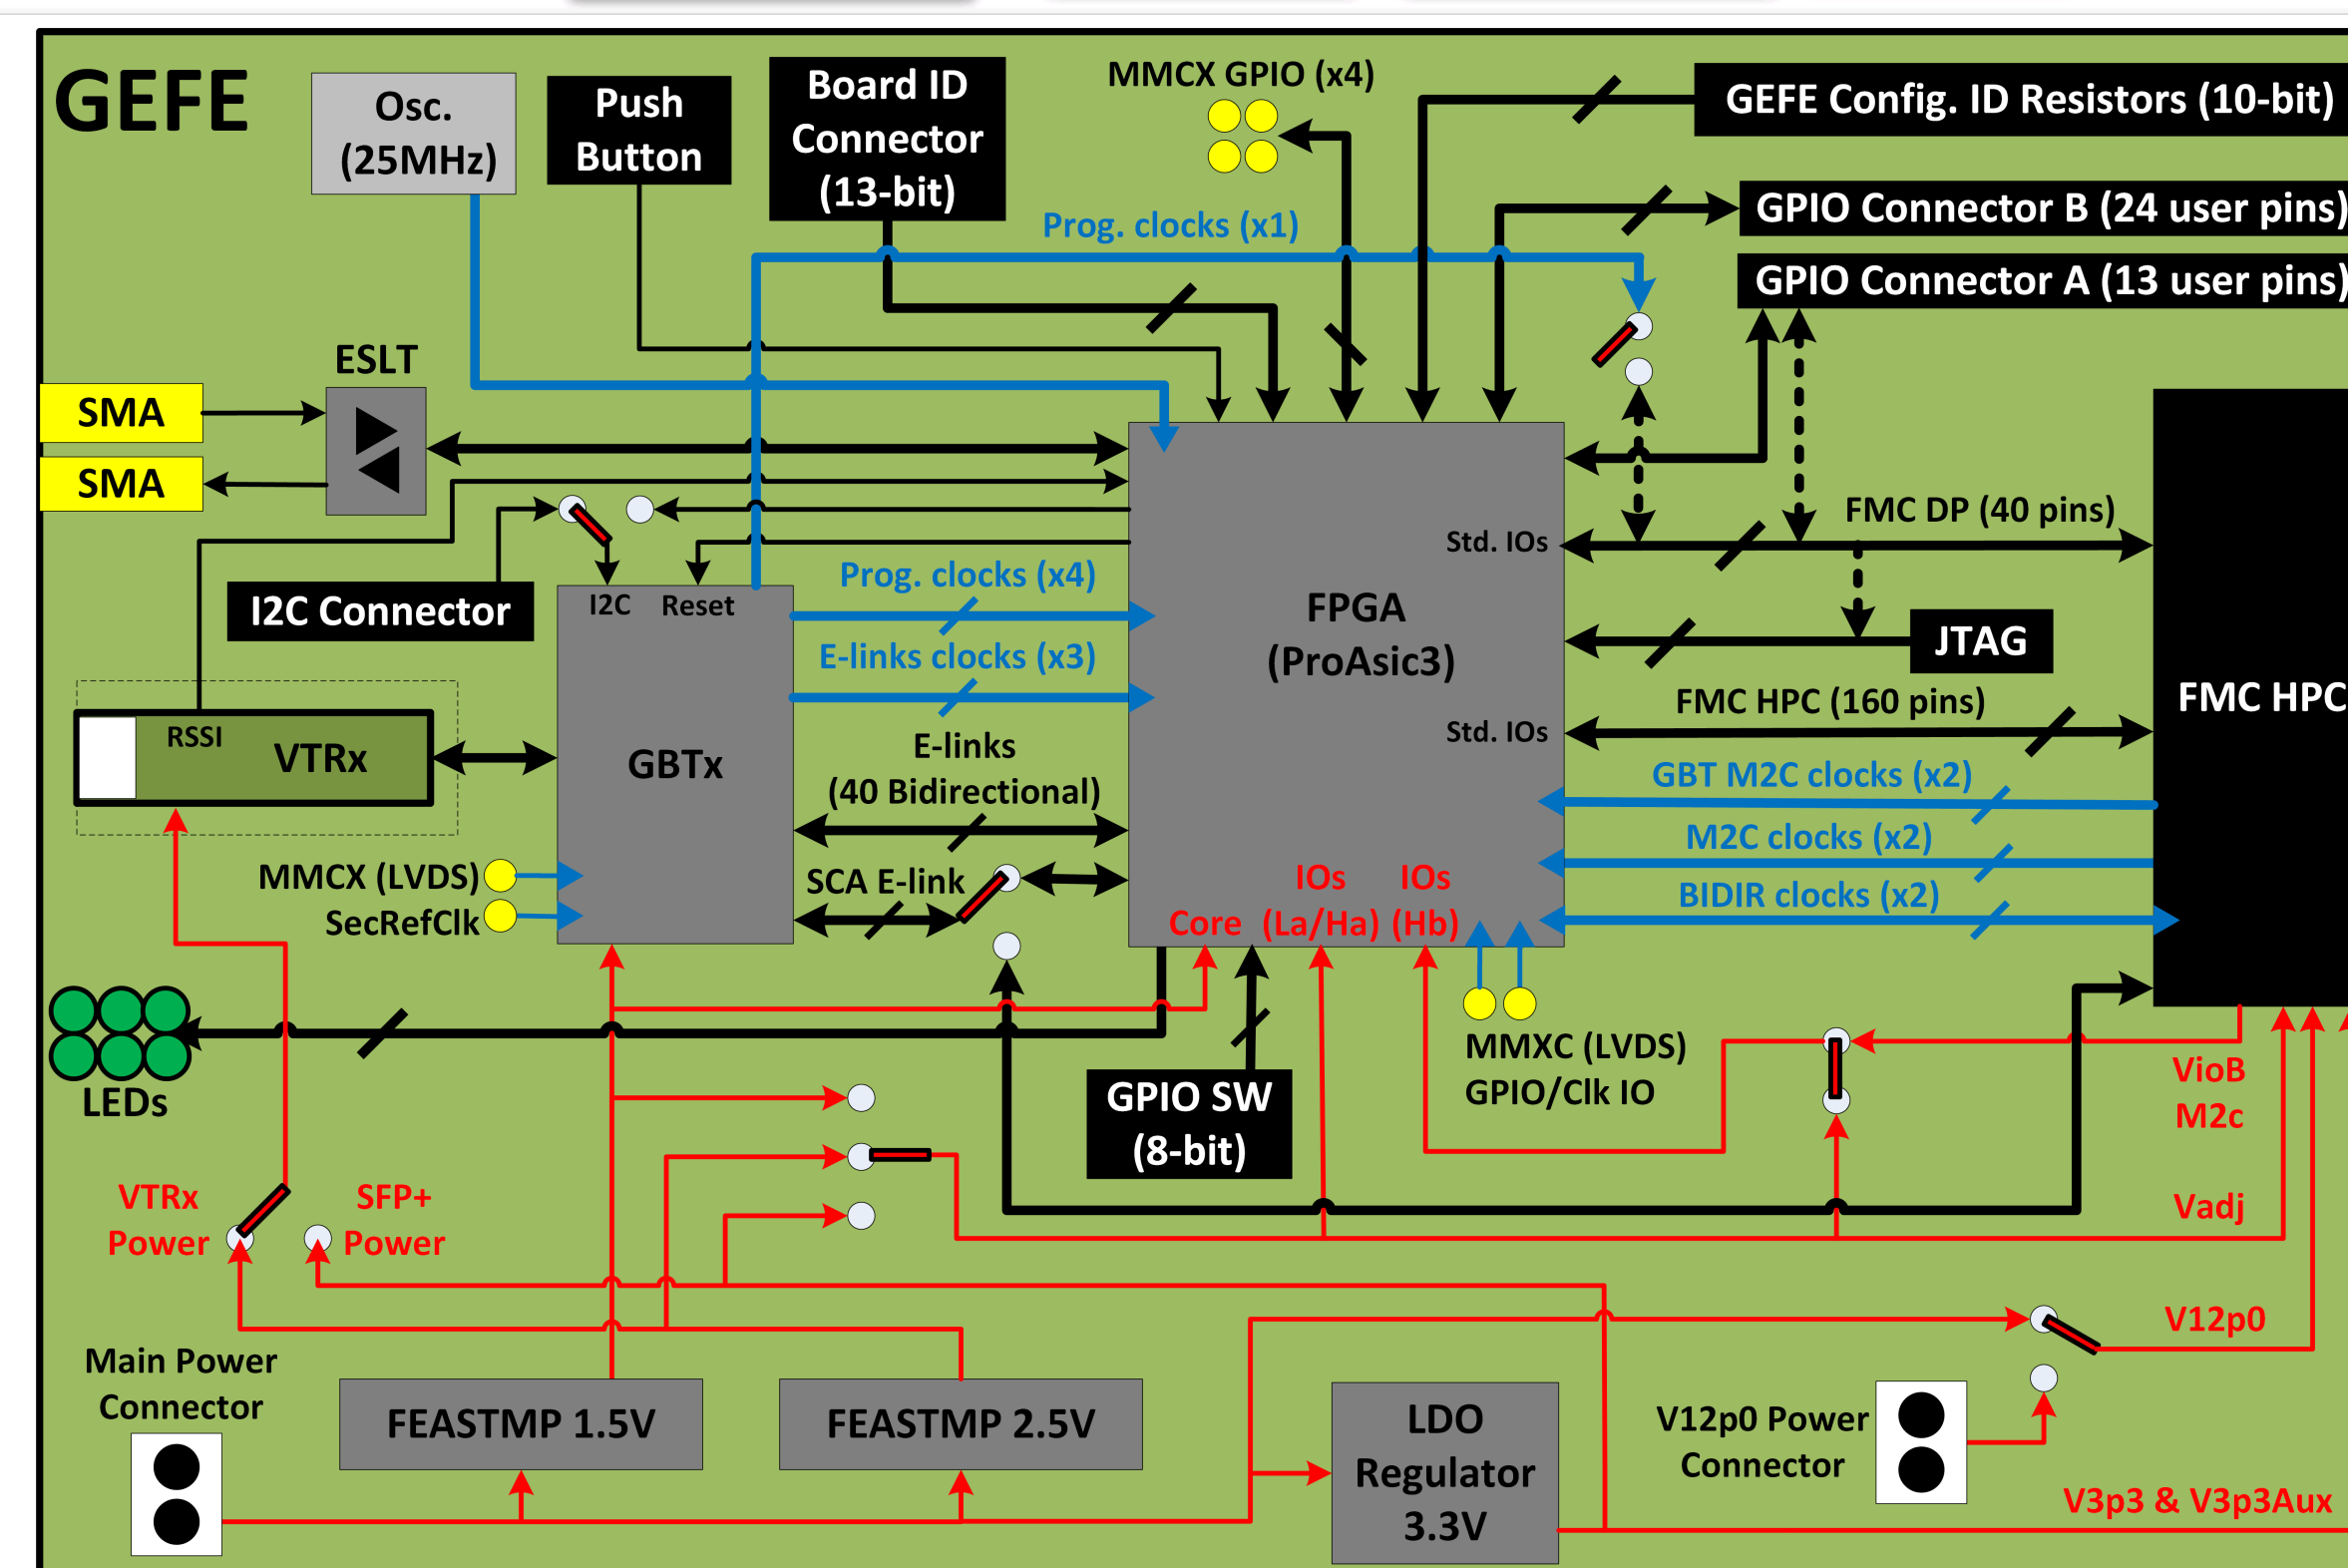 GEFE
Osc.
(25MHz)
Push
Button
Board ID
Connector
(13-bit)
MMCX GPIO (x4)
GEFE Config. ID Resistors (10-bit)
GPIO Connector B (24 user pins)
GPIO Connector A (13 user pins)
Prog. clocks (x1)
ESLT
SMA
SMA
I2C Connector
I2C
Reset
Prog. clocks (x4)
E-links clocks (x3)
FPGA
(ProAsic3)
Std. IOs
FMC DP (40 pins)
JTAG
FMC HPC (160 pins)
Std. IOs
FMC HPC
RSSI
VTRx
GBTx
E-links
(40 Bidirectional)
GBT M2C clocks (x2)
M2C clocks (x2)
BIDIR clocks (x2)
MMCX (LVDS)
SecRefClk
SCA E-link
IOs
IOs
Core
(La/Ha)
(Hb)
LEDs
GPIO SW
(8-bit)
MMXC (LVDS)
GPIO/Clk IO
VioB
M2c
Vadj
VTRx
Power
SFP+
Power
V12p0
Main Power
Connector
FEASTMP 1.5V
FEASTMP 2.5V
LDO
Regulator
3.3V
V12p0 Power
Connector
V3p3 & V3p3Aux